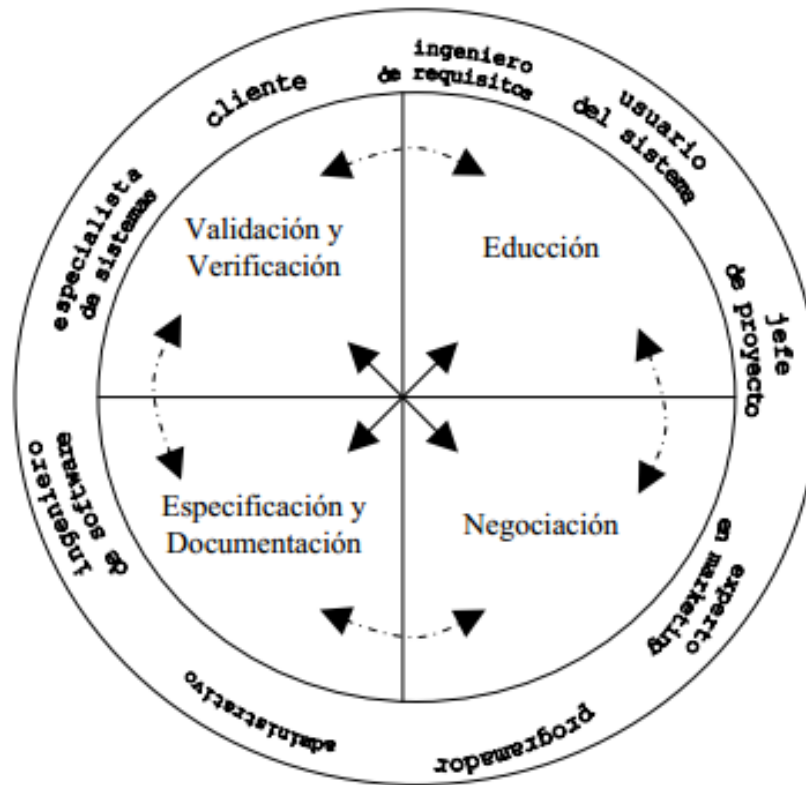 ingeniero
de requisitos
usuario
del sistema
jefe
de proyecto
experto
en marketing
programador
administrativo
ingeniero
de software
especialista
de sistemas
cliente
Validación y
Verificación
Educción
Especificación y
Documentación
Negociación